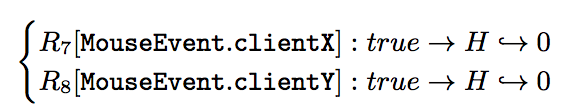 R₇[MouseEvent.clientX] : true → H ↪ 0
R₈[MouseEvent.clientY] : true → H ↪ 0